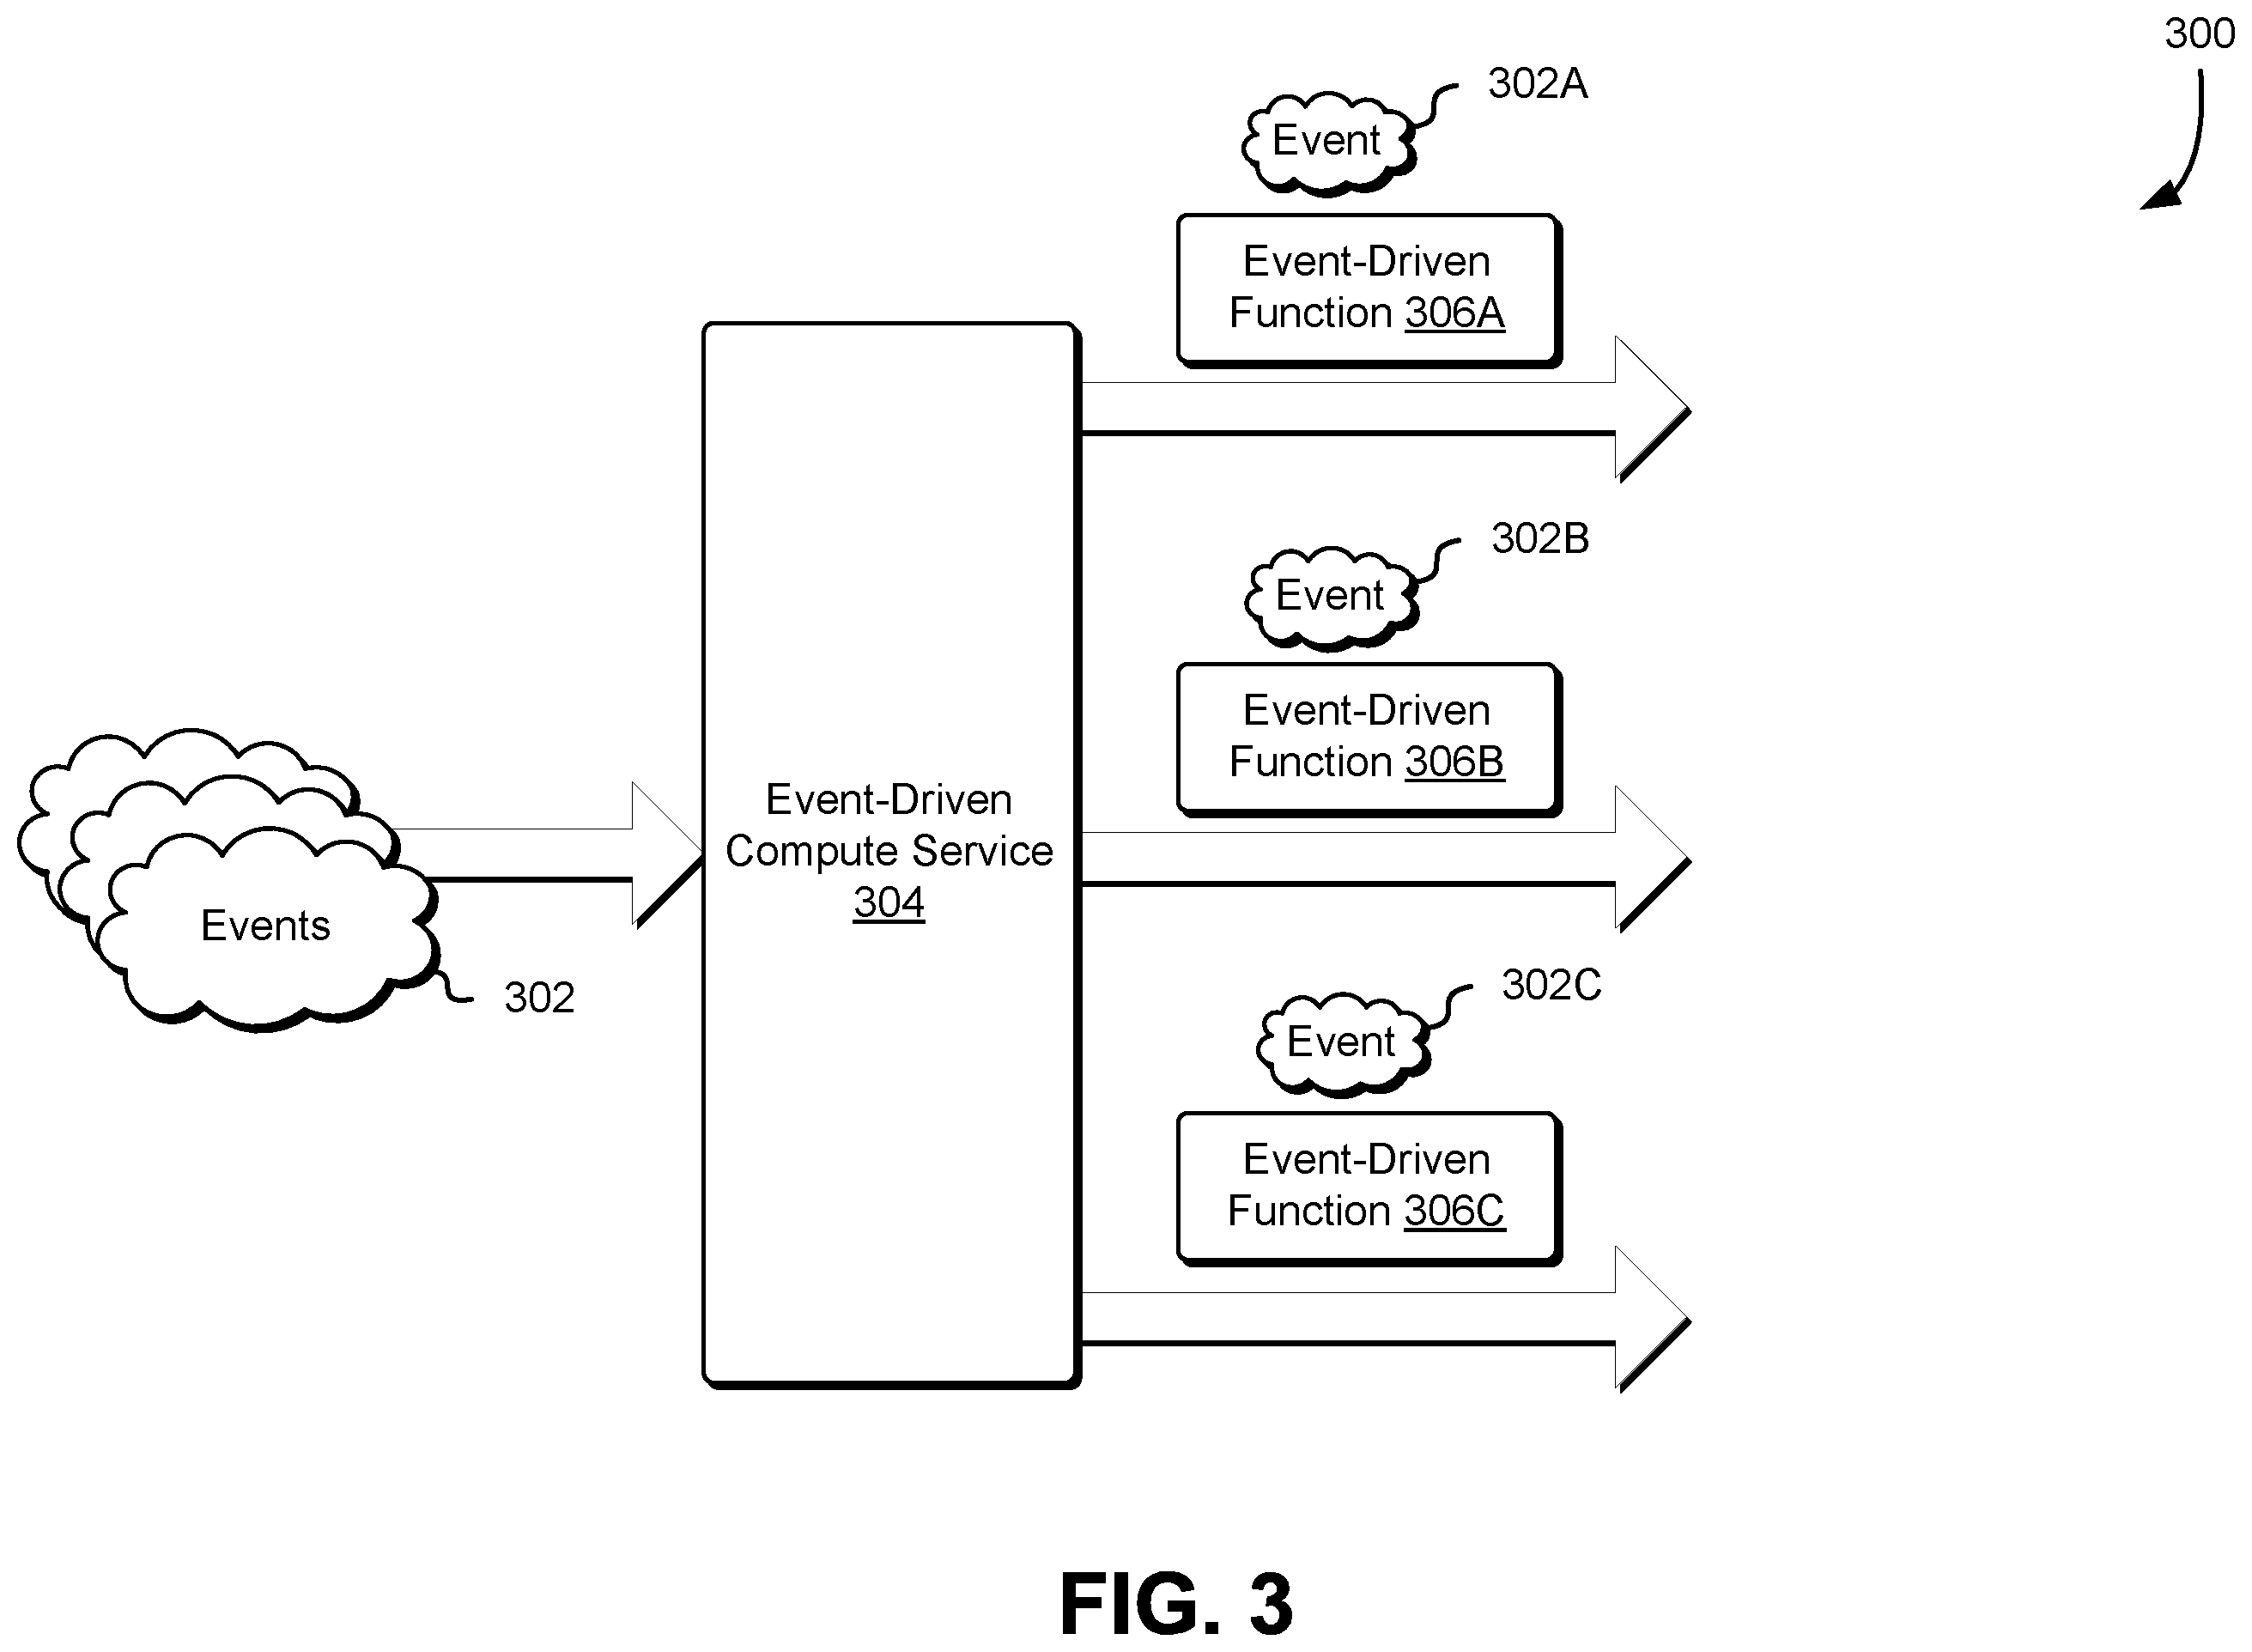 300
302A
Event
Event-Driven
Function 306A
302B
Event
Event-Driven
Function 306B
Events
302
Event-Driven
Compute Service
304
302C
Event
Event-Driven
Function 306C
FIG. 3